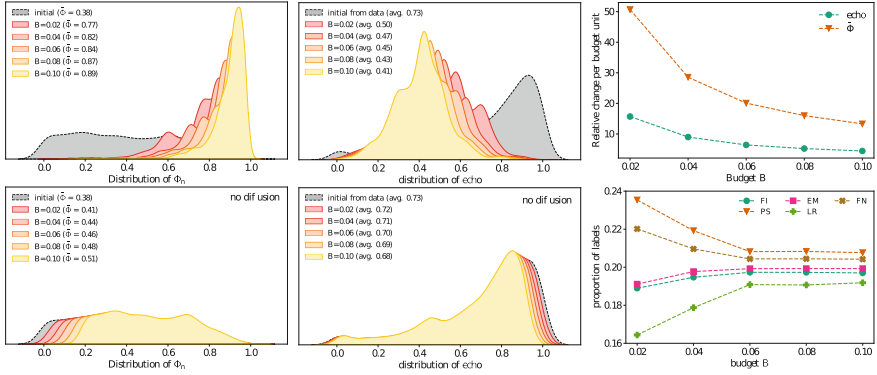 initial (Φ̄ = 0.38)
B=0.02 (Φ̄ = 0.77)
B=0.04 (Φ̄ = 0.82)
B=0.06 (Φ̄ = 0.84)
B=0.08 (Φ̄ = 0.87)
B=0.10 (Φ̄ = 0.89)
0.0 0.2 0.4 0.6 0.8 1.0
Distribution of Φn
initial from data (avg. 0.73)
B=0.02 (avg. 0.50)
B=0.04 (avg. 0.47)
B=0.06 (avg. 0.45)
B=0.08 (avg. 0.43)
B=0.10 (avg. 0.41)
0.0 0.2 0.4 0.6 0.8 1.0
distribution of echo
Relative change per budget unit
50
40
30
20
10
echo
Φ̄
0.02 0.04 0.06 0.08 0.10
Budget B
initial (Φ̄ = 0.38)
B=0.02 (Φ̄ = 0.41)
B=0.04 (Φ̄ = 0.44)
B=0.06 (Φ̄ = 0.46)
B=0.08 (Φ̄ = 0.48)
B=0.10 (Φ̄ = 0.51)
no dif usion
0.0 0.2 0.4 0.6 0.8 1.0
Distribution of Φn
initial from data (avg. 0.73)
B=0.02 (avg. 0.72)
B=0.04 (avg. 0.71)
B=0.06 (avg. 0.70)
B=0.08 (avg. 0.69)
B=0.10 (avg. 0.68)
no dif usion
0.0 0.2 0.4 0.6 0.8 1.0
distribution of echo
proportion of labels
0.24
0.22
0.20
0.18
0.16
FI EM FN
PS LR
0.02 0.04 0.06 0.08 0.10
budget B